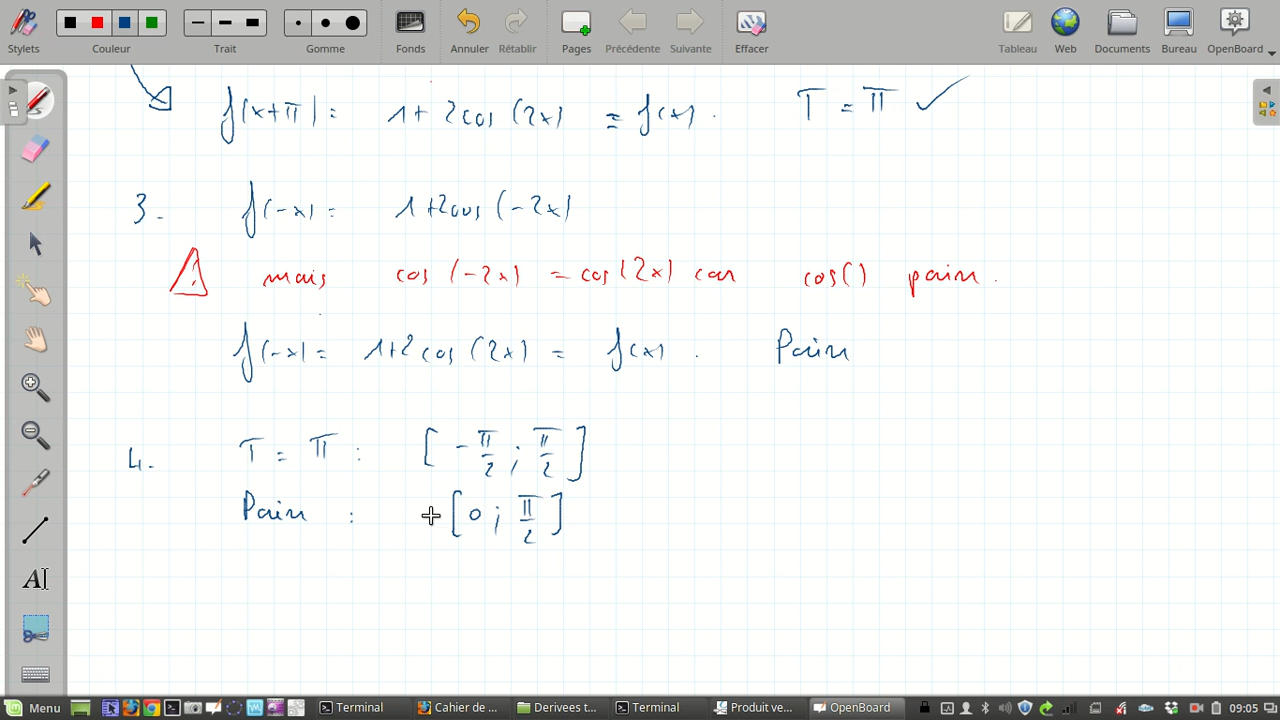 Stylets Couleur Trait Gomme Fonds Annuler Rétablir Pages Précédente Suivante Effacer Tableau Web Documents Bureau OpenBoard
f(x+π) = 1+2cos(2x) = f(x). T = π ✓
3. f(-x) = 1+2cos(-2x)
mais cos(-2x) = cos(2x) car cos() pair.
f(-x) = 1+2cos(2x) = f(x). Pair
4. T = π : [-π/2 ; π/2]
Pair : [0 ; π/2]
Menu Terminal Cahier de ... Derivees t... Terminal Produit ve... OpenBoard 09:05